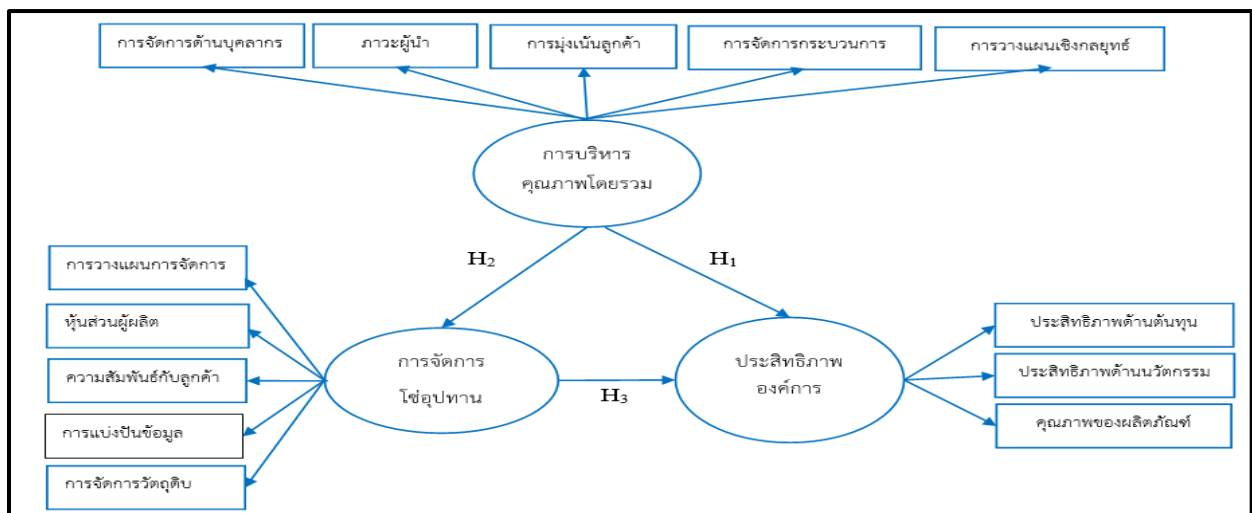 การจัดการด้านบุคลากร
ภาวะผู้นำ
การมุ่งเน้นลูกค้า
การจัดการกระบวนการ
การวางแผนเชิงกลยุทธ์
การบริหาร
คุณภาพโดยรวม
H₂
H₁
การวางแผนการจัดการ
หุ้นส่วนผู้ผลิต
ความสัมพันธ์กับลูกค้า
การแบ่งปันข้อมูล
การจัดการวัตถุดิบ
การจัดการ
โซ่อุปทาน
H₃
ประสิทธิภาพ
องค์การ
ประสิทธิภาพด้านต้นทุน
ประสิทธิภาพด้านนวัตกรรม
คุณภาพของผลิตภัณฑ์